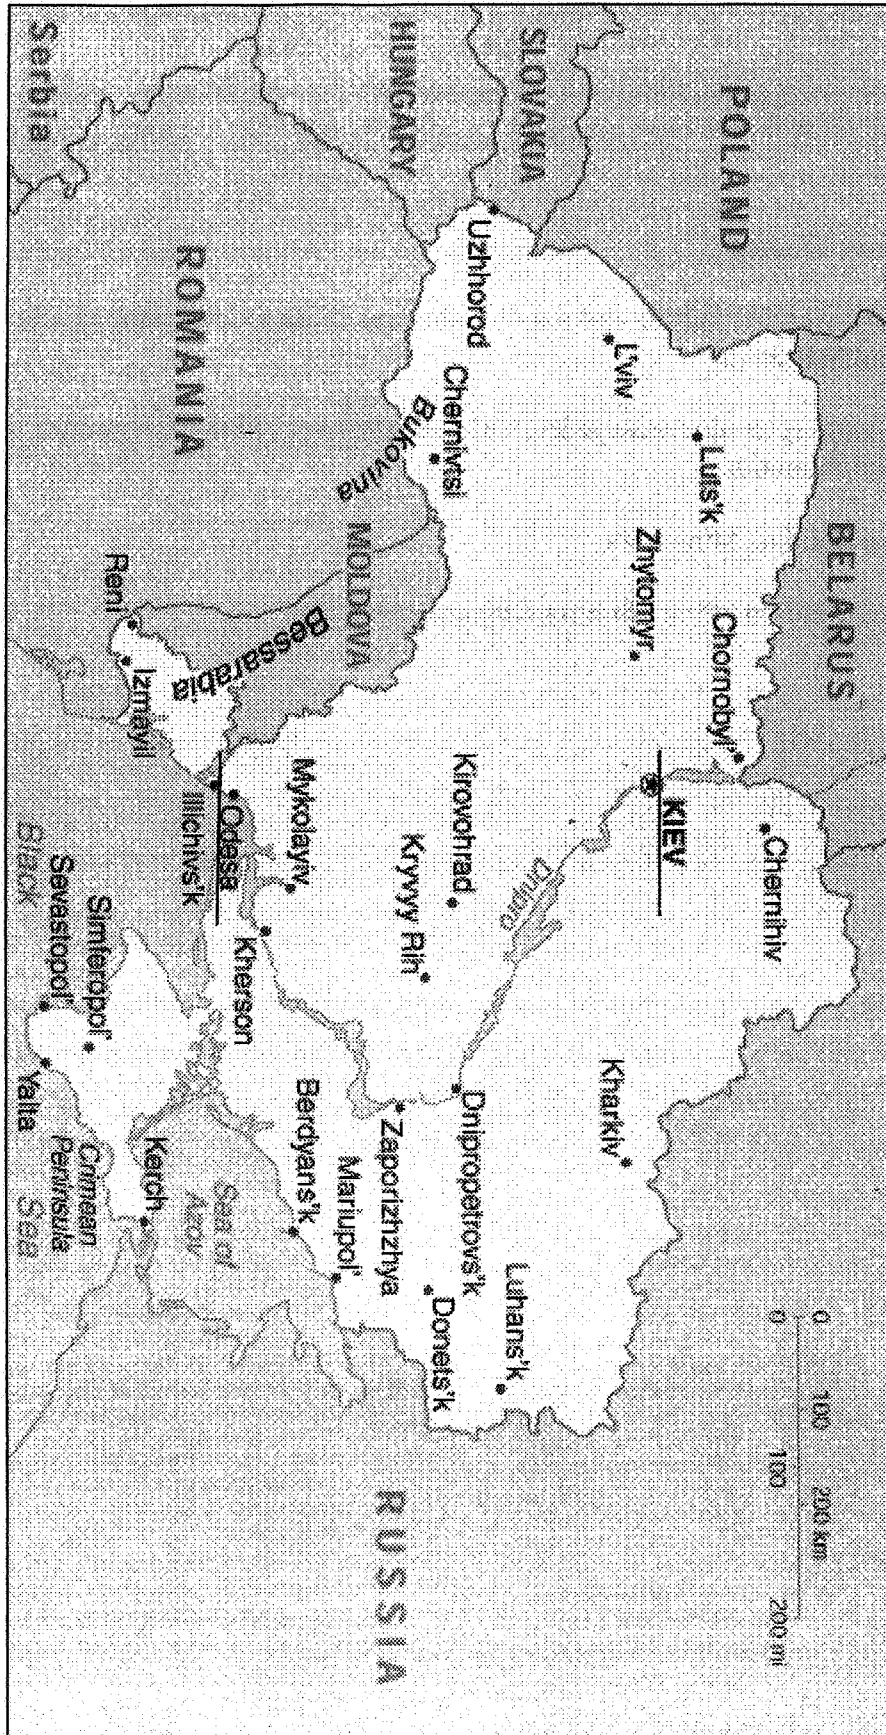 BELARUS
POLAND
Chornobyl'
Chernihiv
0 100 200 km
0 100 200 mi
Luts'k
KIEV
Zhytomyr
L'viv
Kharkiv
SLOVAKIA
Uzhhorod
Dnipro
Luhans'k
Chernivtsi
Kirovohrad
Dnipropetrovs'k
Donets'k
HUNGARY
Bukovina
Kryvyy Rih
Zaporizhzhya
RUSSIA
MOLDOVA
Mariupol'
Bessarabia
Mykolayiv
Berdyans'k
Kherson
Odasa
Illichivs'k
Sea of
Azov
ROMANIA
Izmayil
Reni
Kerch
Simferopol'
Sevastopol'
Yalta
Crimean
Peninsula
Black
Sea
Serbia